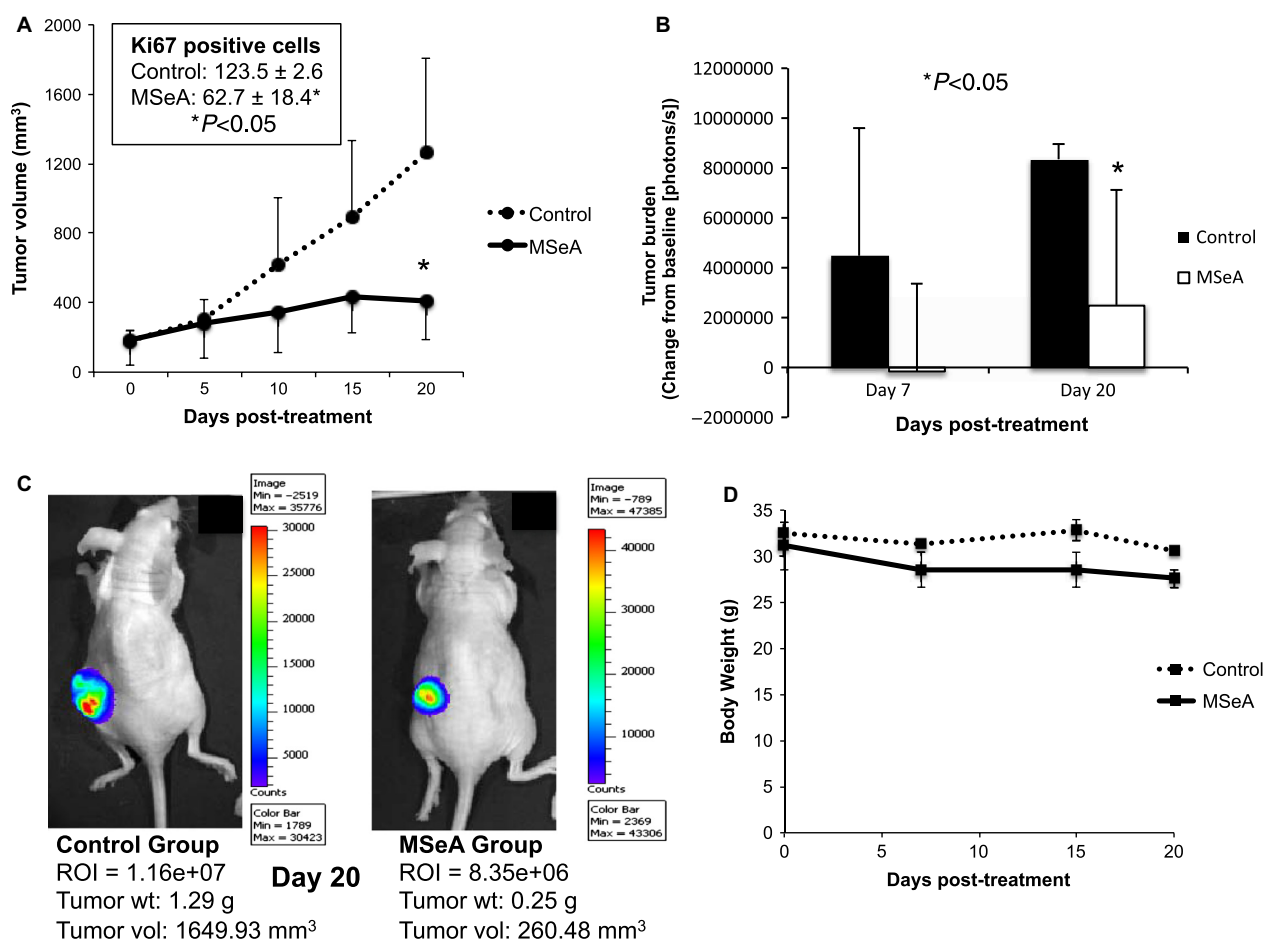 A
2000
1600
1200
800
400
0
Tumor volume (mm³)
Ki67 positive cells
Control: 123.5 ± 2.6
MSeA: 62.7 ± 18.4*
*P<0.05
*
Control
MSeA
0 5 10 15 20
Days post-treatment
B
12000000
10000000
8000000
6000000
4000000
2000000
0
−2000000
Tumor burden
(Change from baseline [photons/s])
*P<0.05
*
Control
MSeA
Day 7 Day 20
Days post-treatment
C
Image
Min = −2519
Max = 35776
30000
25000
20000
15000
10000
5000
Counts
Color Bar
Min = 1789
Max = 30423
Control Group
ROI = 1.16e+07
Tumor wt: 1.29 g
Tumor vol: 1649.93 mm³
Day 20
Image
Min = −789
Max = 47385
40000
30000
20000
10000
Counts
Color Bar
Min = 2369
Max = 43306
MSeA Group
ROI = 8.35e+06
Tumor wt: 0.25 g
Tumor vol: 260.48 mm³
D
35
30
25
20
15
10
5
0
Body Weight (g)
Control
MSeA
0 5 10 15 20
Days post-treatment